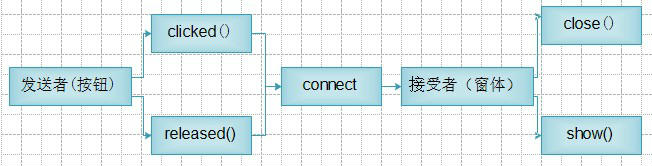 clicked()
close()
发送者(按钮)
connect
接受者（窗体）
released()
show()